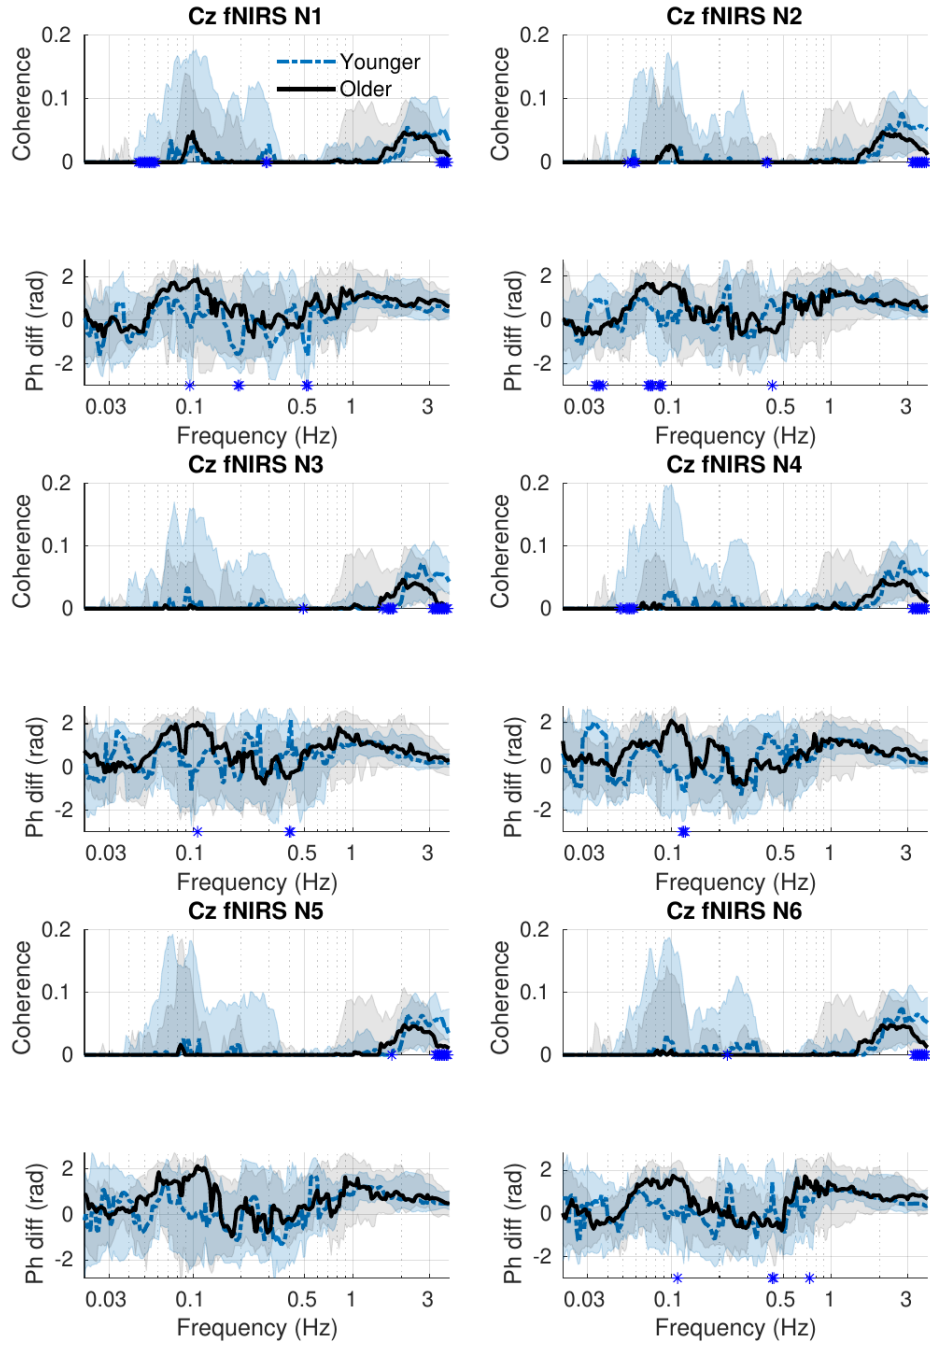 Cz fNIRS N1
Cz fNIRS N2
0.2
0.1
0
Coherence
Younger
Older
0.2
0.1
0
Coherence
2
0
-2
Ph diff (rad)
0.03 0.1 0.5 1 3
Frequency (Hz)
2
0
-2
Ph diff (rad)
0.03 0.1 0.5 1 3
Frequency (Hz)
Cz fNIRS N3
Cz fNIRS N4
0.2
0.1
0
Coherence
0.2
0.1
0
Coherence
2
0
-2
Ph diff (rad)
0.03 0.1 0.5 1 3
Frequency (Hz)
2
0
-2
Ph diff (rad)
0.03 0.1 0.5 1 3
Frequency (Hz)
Cz fNIRS N5
Cz fNIRS N6
0.2
0.1
0
Coherence
0.2
0.1
0
Coherence
2
0
-2
Ph diff (rad)
0.03 0.1 0.5 1 3
Frequency (Hz)
2
0
-2
Ph diff (rad)
0.03 0.1 0.5 1 3
Frequency (Hz)